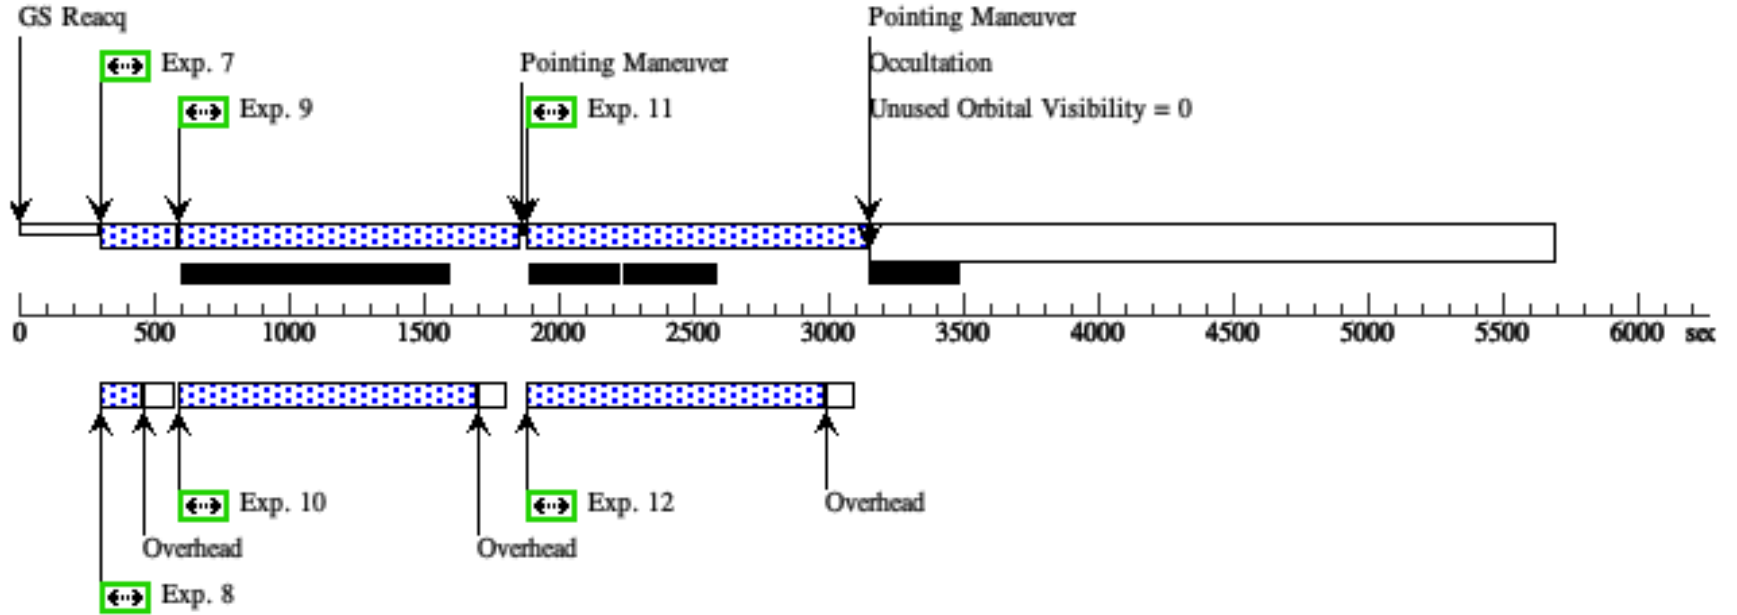 GS Reacq
Pointing Maneuver
Exp. 7
Pointing Maneuver
Occultation
Exp. 9
Exp. 11
Unused Orbital Visibility = 0
0 500 1000 1500 2000 2500 3000 3500 4000 4500 5000 5500 6000 sec
Exp. 10
Exp. 12
Overhead
Overhead
Overhead
Exp. 8